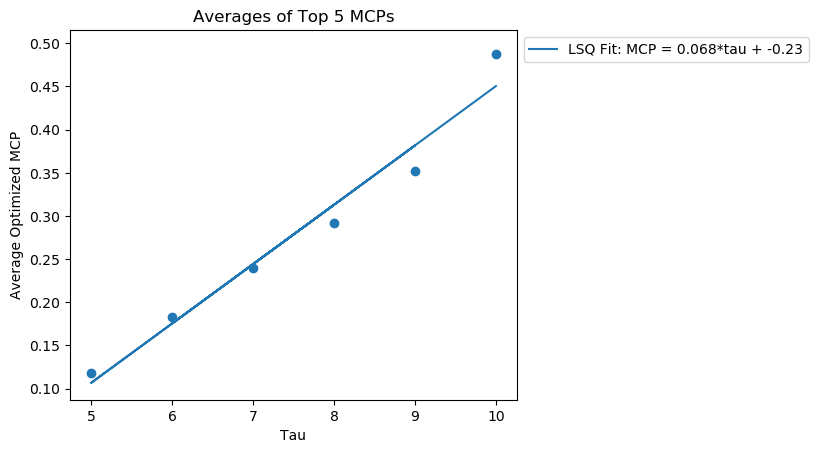 Averages of Top 5 MCPs
LSQ Fit: MCP = 0.068*tau + -0.23
Average Optimized MCP
0.50
0.45
0.40
0.35
0.30
0.25
0.20
0.15
0.10
5 6 7 8 9 10
Tau